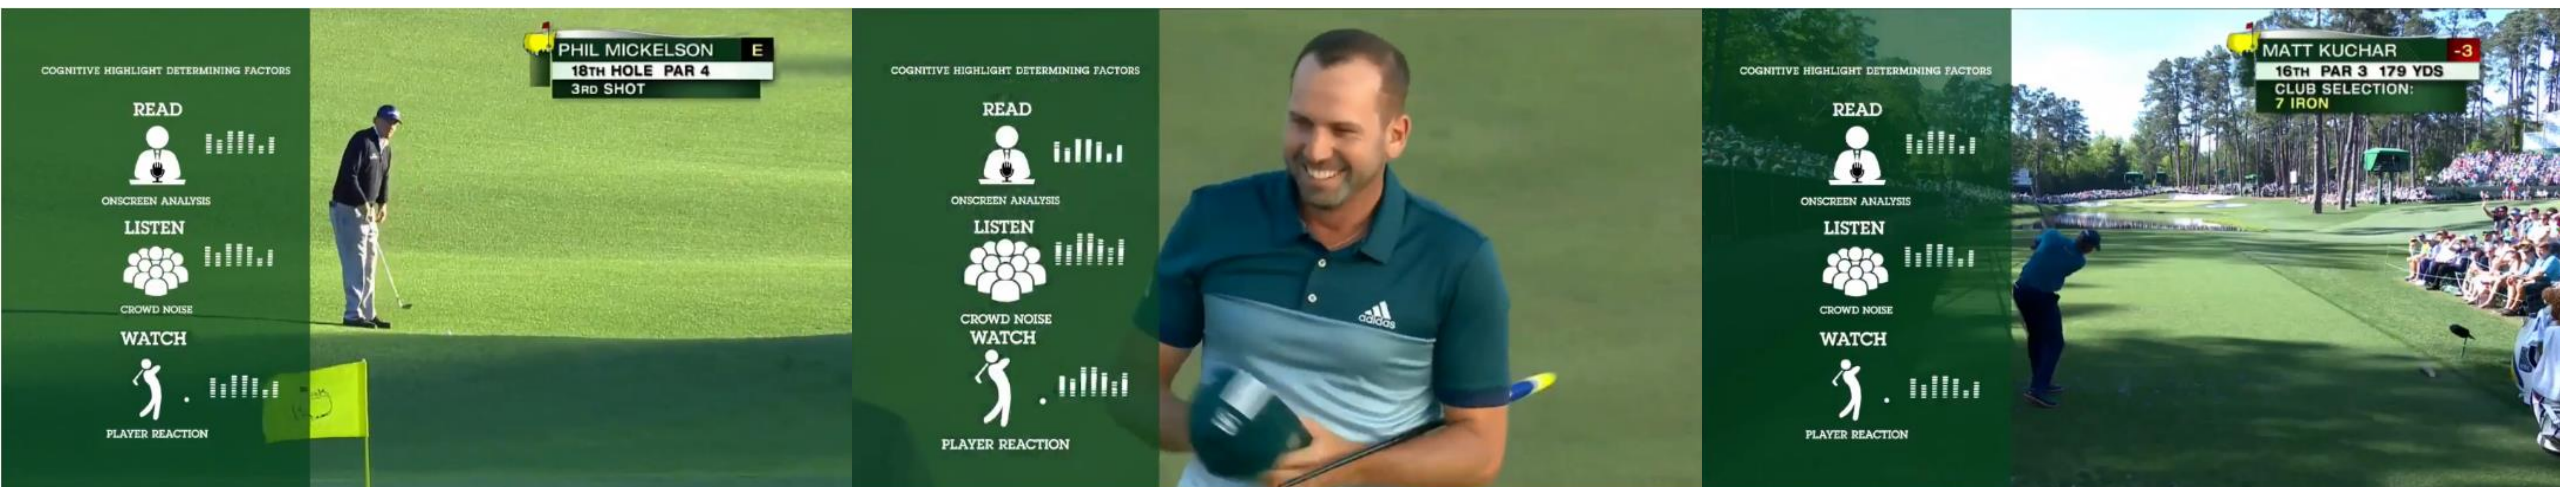 COGNITIVE HIGHLIGHT DETERMINING FACTORS
READ
ONSCREEN ANALYSIS
LISTEN
CROWD NOISE
WATCH
PLAYER REACTION
PHIL MICKELSON E
18TH HOLE PAR 4
3RD SHOT
COGNITIVE HIGHLIGHT DETERMINING FACTORS
READ
ONSCREEN ANALYSIS
LISTEN
CROWD NOISE
WATCH
PLAYER REACTION
adidas
COGNITIVE HIGHLIGHT DETERMINING FACTORS
READ
ONSCREEN ANALYSIS
LISTEN
CROWD NOISE
WATCH
PLAYER REACTION
MATT KUCHAR -3
16TH PAR 3 179 YDS
CLUB SELECTION:
7 IRON